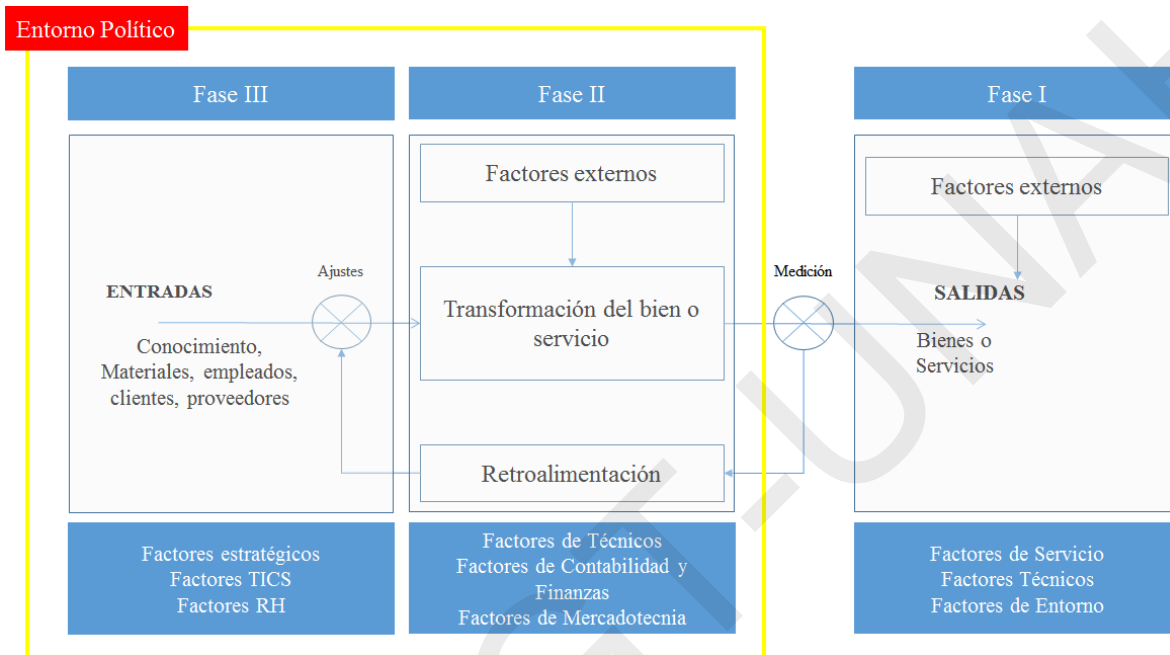 Entorno Político
Fase III
Fase II
Fase I
Factores externos
Factores externos
Ajustes
Medición
ENTRADAS
Transformación del bien o
servicio
SALIDAS
Conocimiento,
Materiales, empleados,
clientes, proveedores
Bienes o
Servicios
Retroalimentación
Factores estratégicos
Factores TICS
Factores RH
Factores de Técnicos
Factores de Contabilidad y
Finanzas
Factores de Mercadotecnia
Factores de Servicio
Factores Técnicos
Factores de Entorno